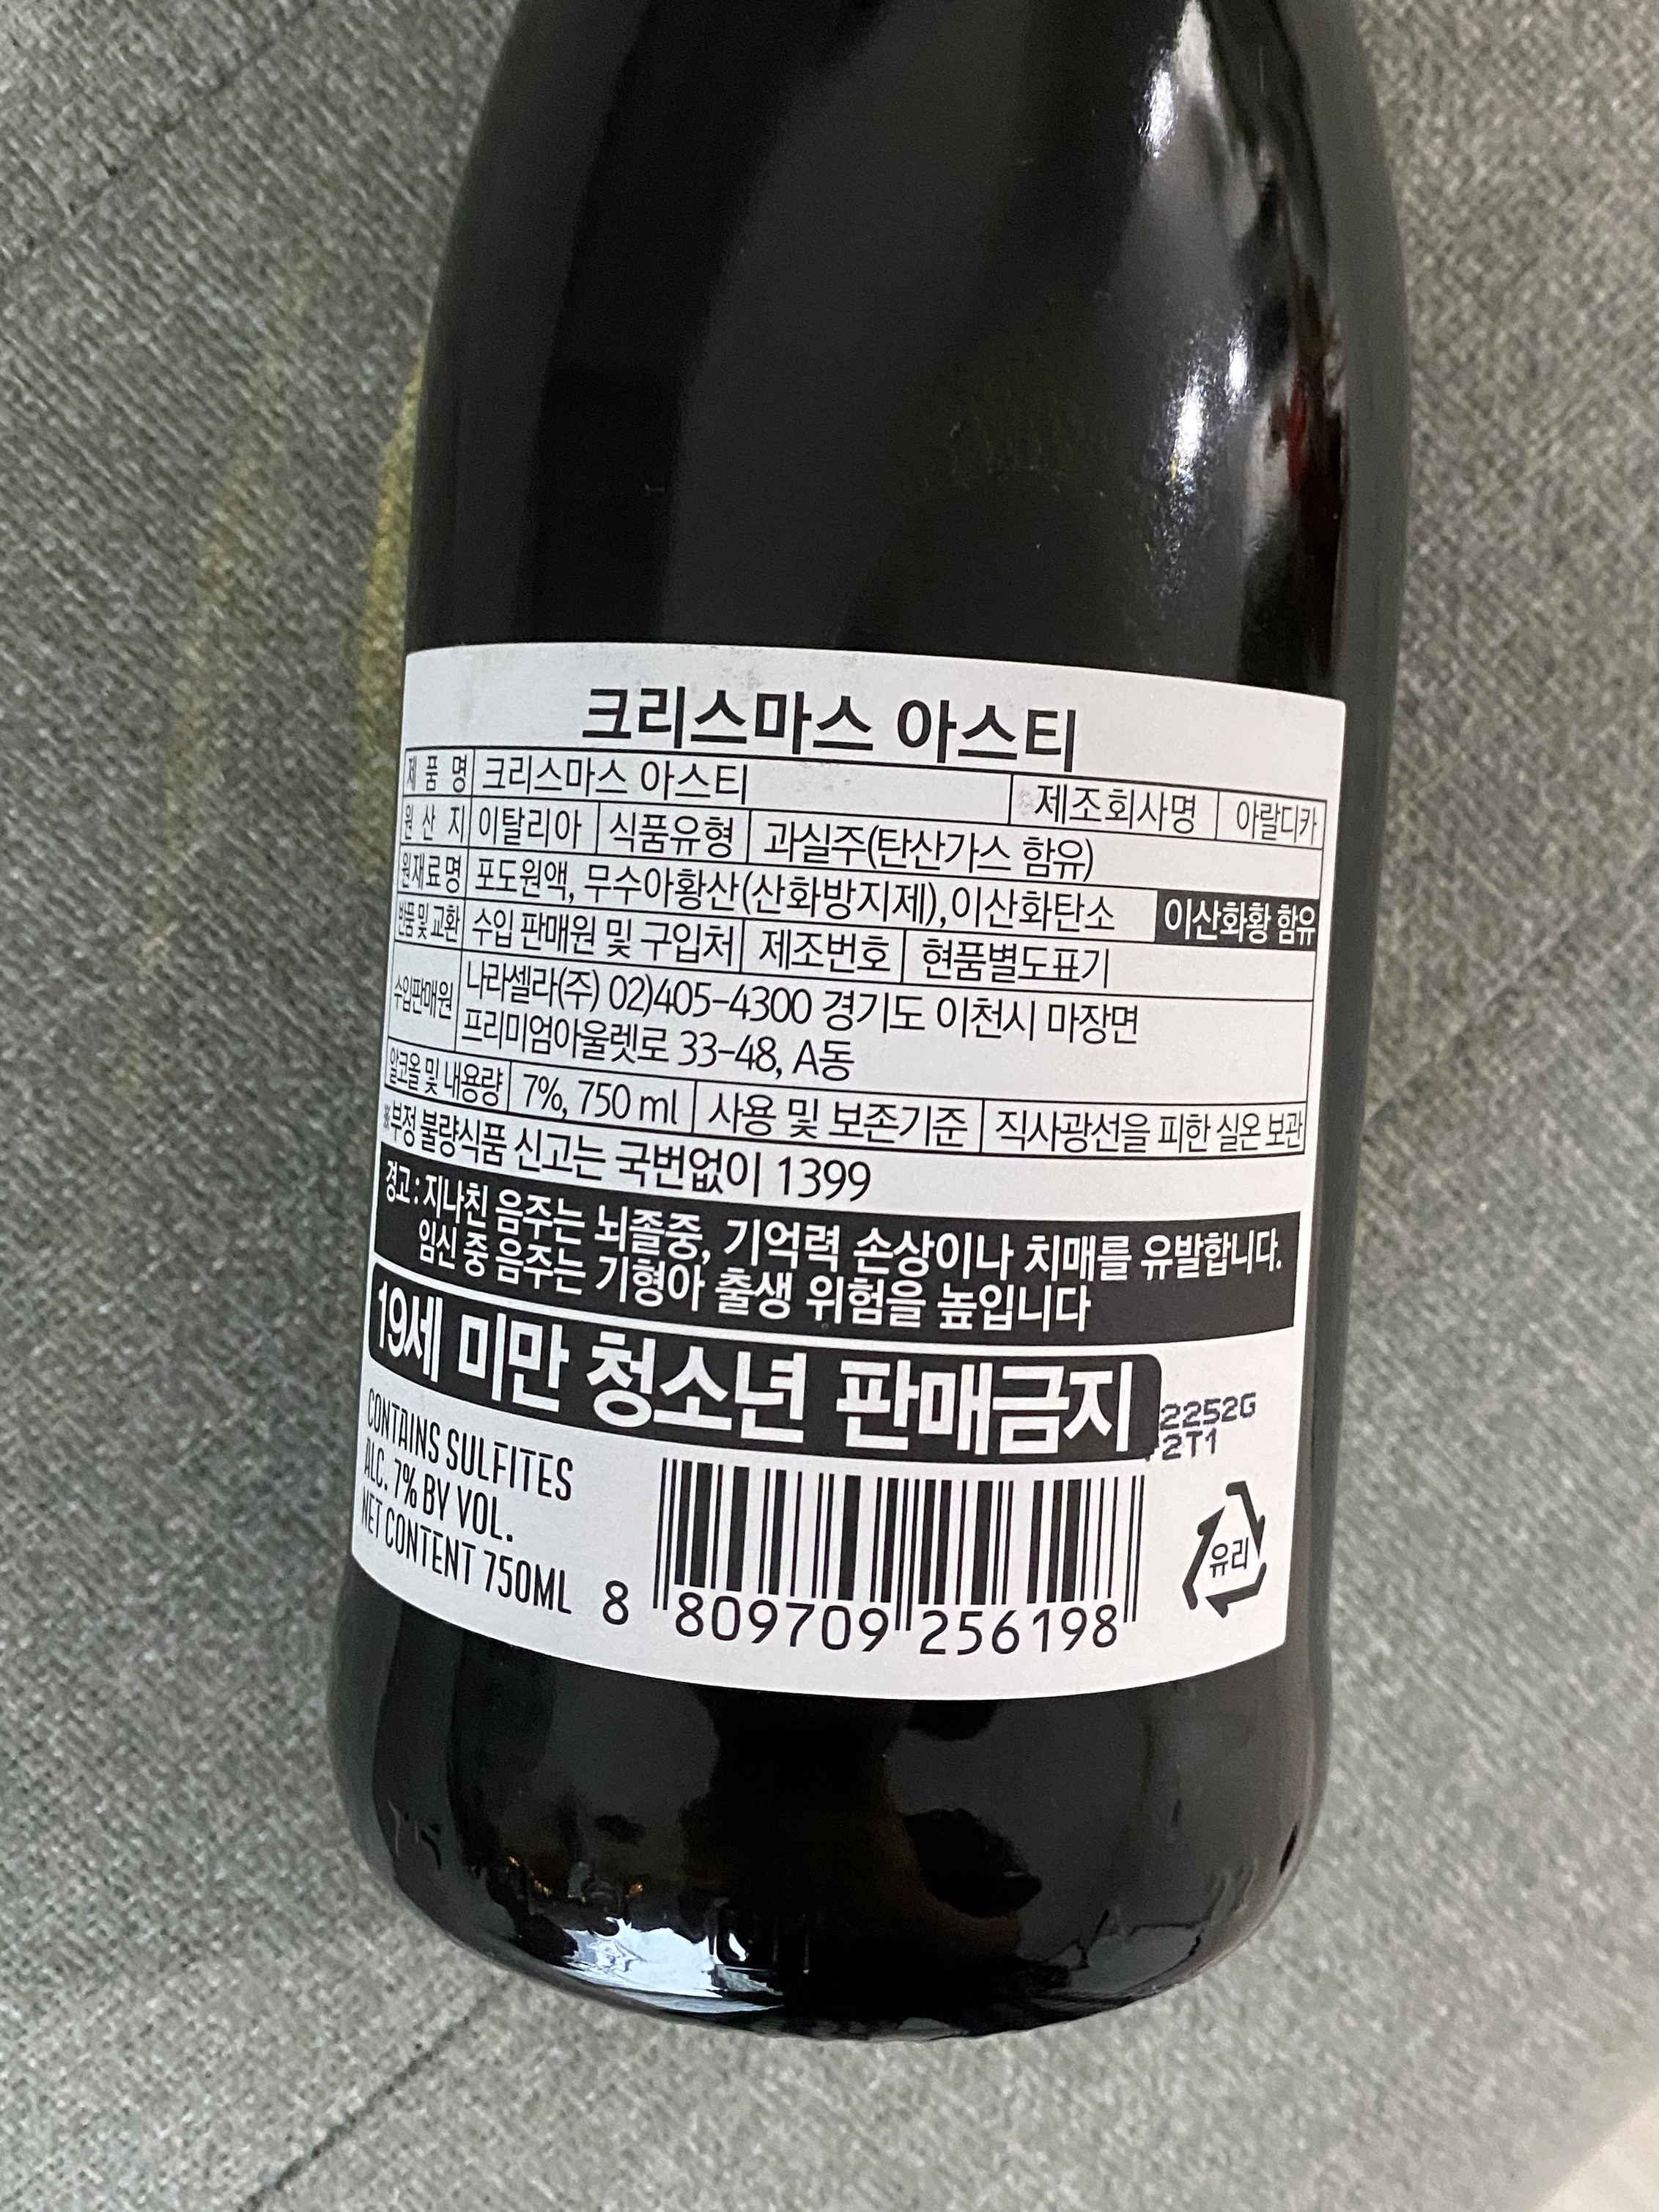 크리스마스 아스티
제 품 명 크리스마스 아스티 제조회사명 아랄디카
원 산 지 이탈리아 식품유형 과실주(탄산가스 함유)
원재료명 포도원액, 무수아황산(산화방지제),이산화탄소 이산화황 함유
반품 및 교환 수입 판매원 및 구입처 제조번호 현품별도표기
수입판매원 나라셀라(주) 02)405-4300 경기도 이천시 마장면
프리미엄아울렛로 33-48, A동
알코올 및 내용량 7%, 750 ml 사용 및 보존기준 직사광선을 피한 실온 보관
※부정 불량식품 신고는 국번없이 1399
경고 : 지나친 음주는 뇌졸중, 기억력 손상이나 치매를 유발합니다.
임신 중 음주는 기형아 출생 위험을 높입니다
19세 미만 청소년 판매금지
2252G
2T1
CONTAINS SULFITES
ALC. 7% BY VOL.
NET CONTENT 750ML
8 809709 256198
유리